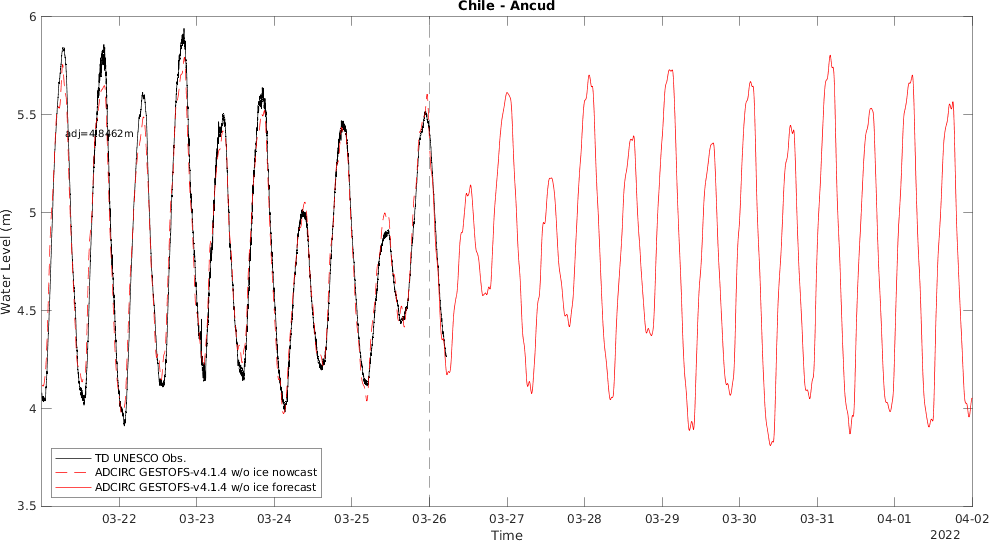 Chile - Ancud
6
5.5
5
4.5
4
3.5
Water Level (m)
adj=4.8462m
TD UNESCO Obs.
ADCIRC GESTOFS-v4.1.4 w/o ice nowcast
ADCIRC GESTOFS-v4.1.4 w/o ice forecast
03-22 03-23 03-24 03-25 03-26 03-27 03-28 03-29 03-30 03-31 04-01 04-02
Time
2022